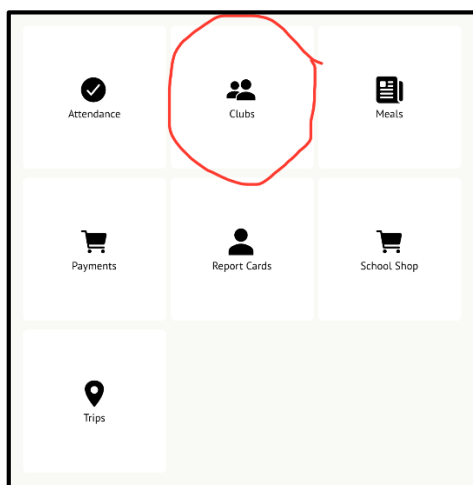 Attendance
Clubs
Meals
Payments
Report Cards
School Shop
Trips